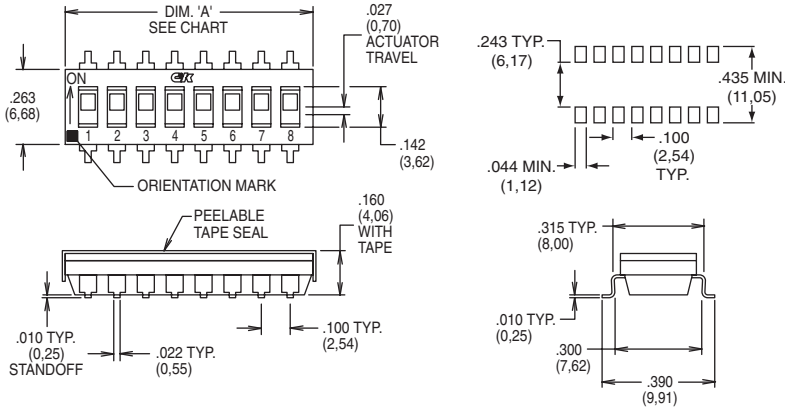 DIM. 'A'
SEE CHART
.027
(0,70)
ACTUATOR
TRAVEL
ON
C&K
.263
(6,68)
1 2 3 4 5 6 7 8
.142
(3,62)
ORIENTATION MARK
.243 TYP.
(6,17)
.435 MIN.
(11,05)
.100
(2,54)
TYP.
.044 MIN.
(1,12)
PEELABLE
TAPE SEAL
.160
(4,06)
WITH
TAPE
.010 TYP.
(0,25)
STANDOFF
.022 TYP.
(0,55)
.100 TYP.
(2,54)
.315 TYP.
(8,00)
.010 TYP.
(0,25)
.300
(7,62)
.390
(9,91)